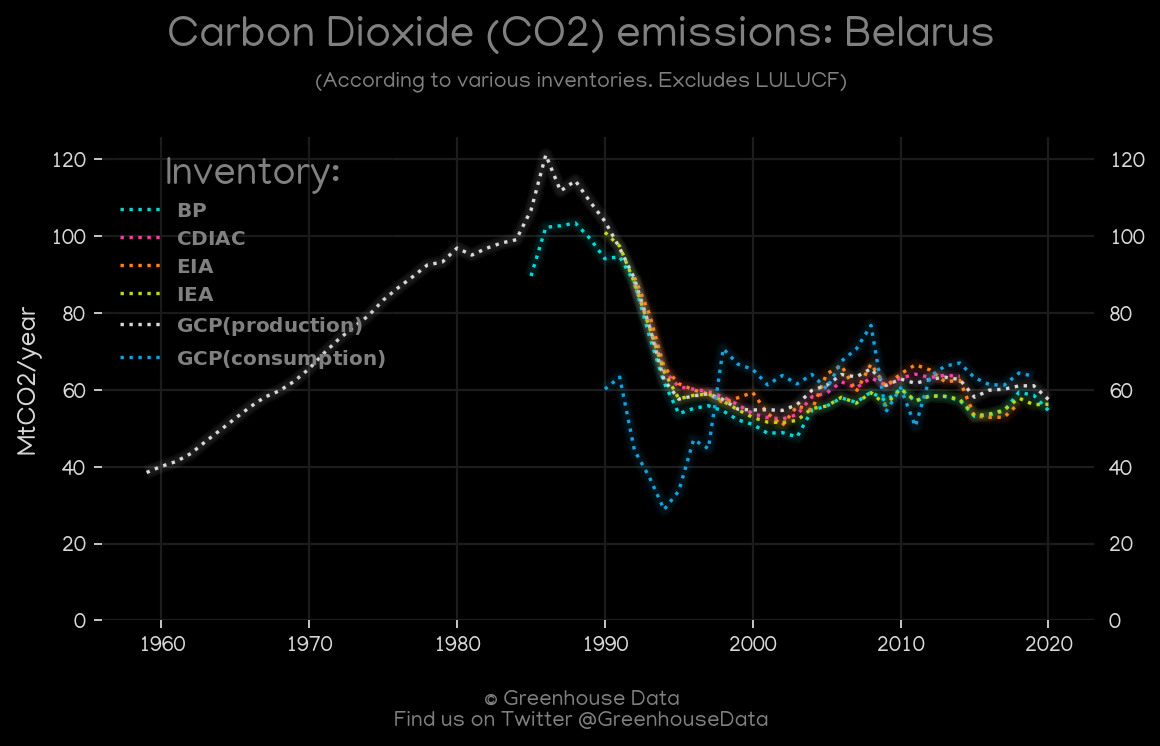 Carbon Dioxide (CO2) emissions: Belarus
(According to various inventories. Excludes LULUCF)
Inventory:
BP
CDIAC
EIA
IEA
GCP(production)
GCP(consumption)
MtCO2/year
120 120
100 100
80 80
60 60
40 40
20 20
0 0
1960 1970 1980 1990 2000 2010 2020
© Greenhouse Data
Find us on Twitter @GreenhouseData